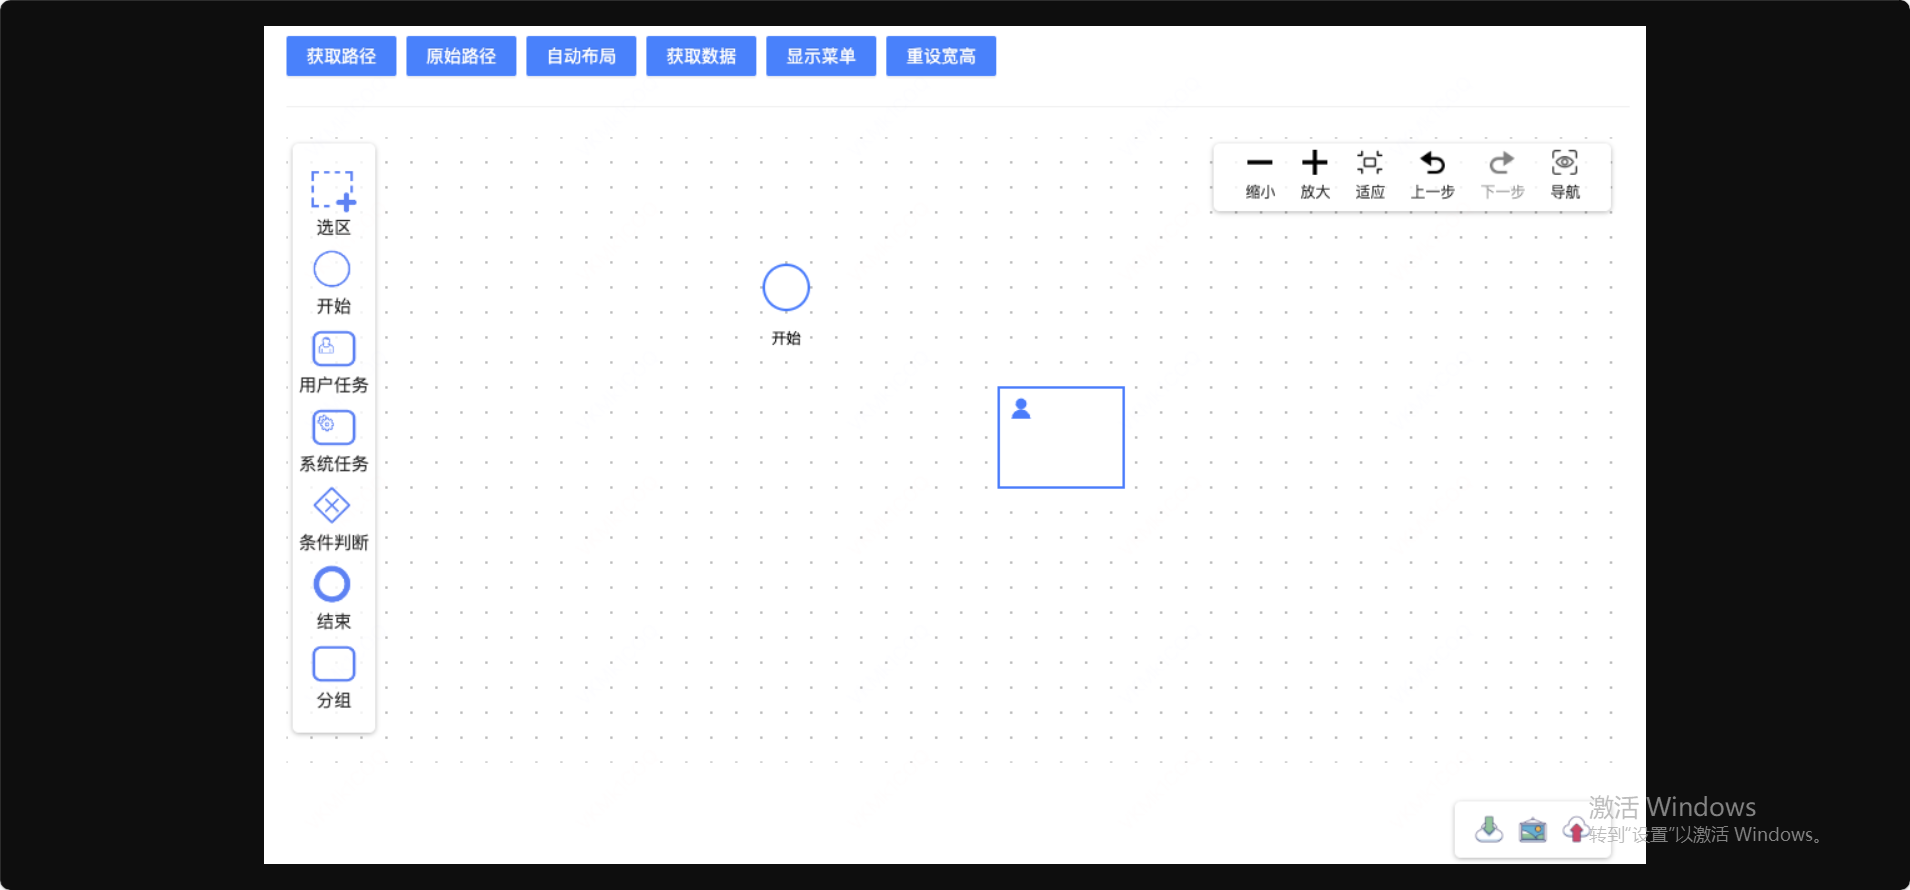 获取路径
原始路径
自动布局
获取数据
显示菜单
重设宽高
缩小
放大
适应
上一步
下一步
导航
选区
开始
用户任务
系统任务
条件判断
结束
分组
开始
激活 Windows
转到“设置”以激活 Windows。